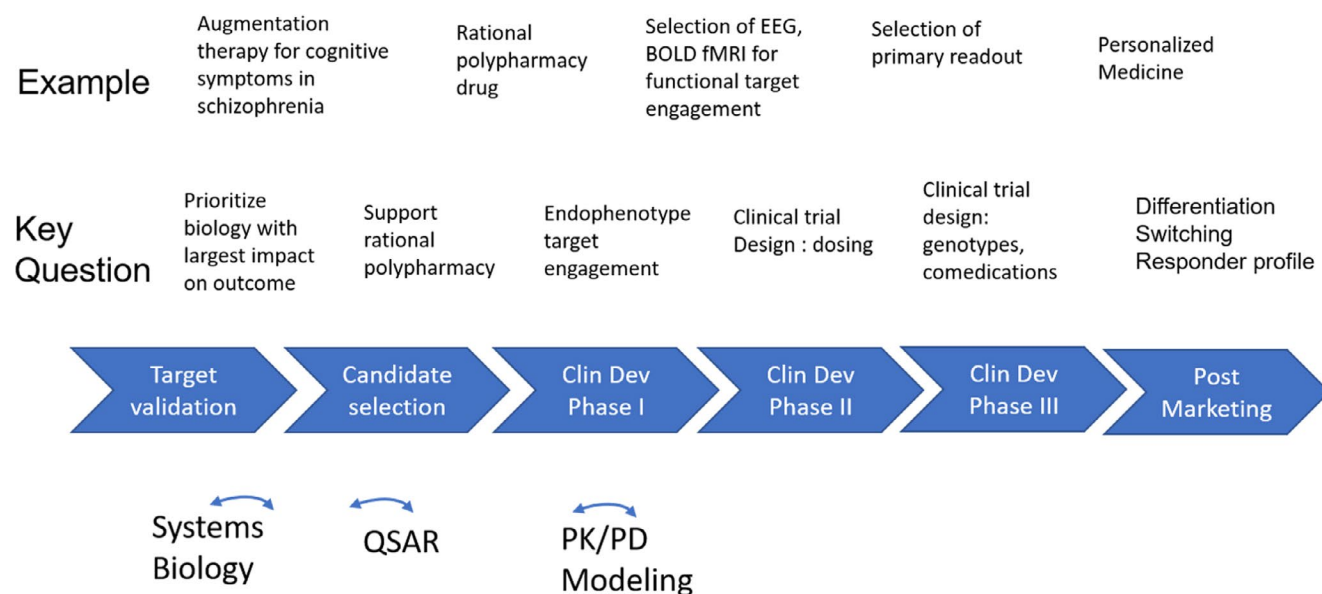 Example
Augmentation
therapy for cognitive
symptoms in
schizophrenia
Rational
polypharmacy
drug
Selection of EEG,
BOLD fMRI for
functional target
engagement
Selection of
primary readout
Personalized
Medicine
Key
Question
Prioritize
biology with
largest impact
on outcome
Support
rational
polypharmacy
Endophenotype
target
engagement
Clinical trial
Design : dosing
Clinical trial
design:
genotypes,
comedications
Differentiation
Switching
Responder profile
Target
validation
Candidate
selection
Clin Dev
Phase I
Clin Dev
Phase II
Clin Dev
Phase III
Post
Marketing
Systems
Biology
QSAR
PK/PD
Modeling